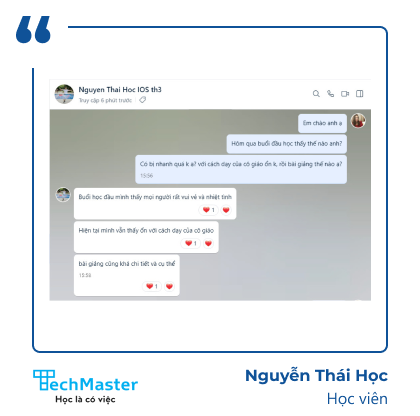 Nguyen Thai Hoc IOS th3
Truy cập 6 phút trước
Em chào anh ạ
Hôm qua buổi đầu học thấy thế nào anh?
Có bị nhanh quá k ạ? với cách dạy của cô giáo ổn k, rồi bài giảng thế nào ạ?
15:56
Buổi học đầu mình thấy mọi người rất vui vẻ và nhiệt tình
1
Hiện tại mình vẫn thấy ổn với cách dạy của cô giáo
1
bài giảng cũng khá chi tiết và cụ thể
15:56
1
TechMaster
Học là có việc
Nguyễn Thái Học
Học viên